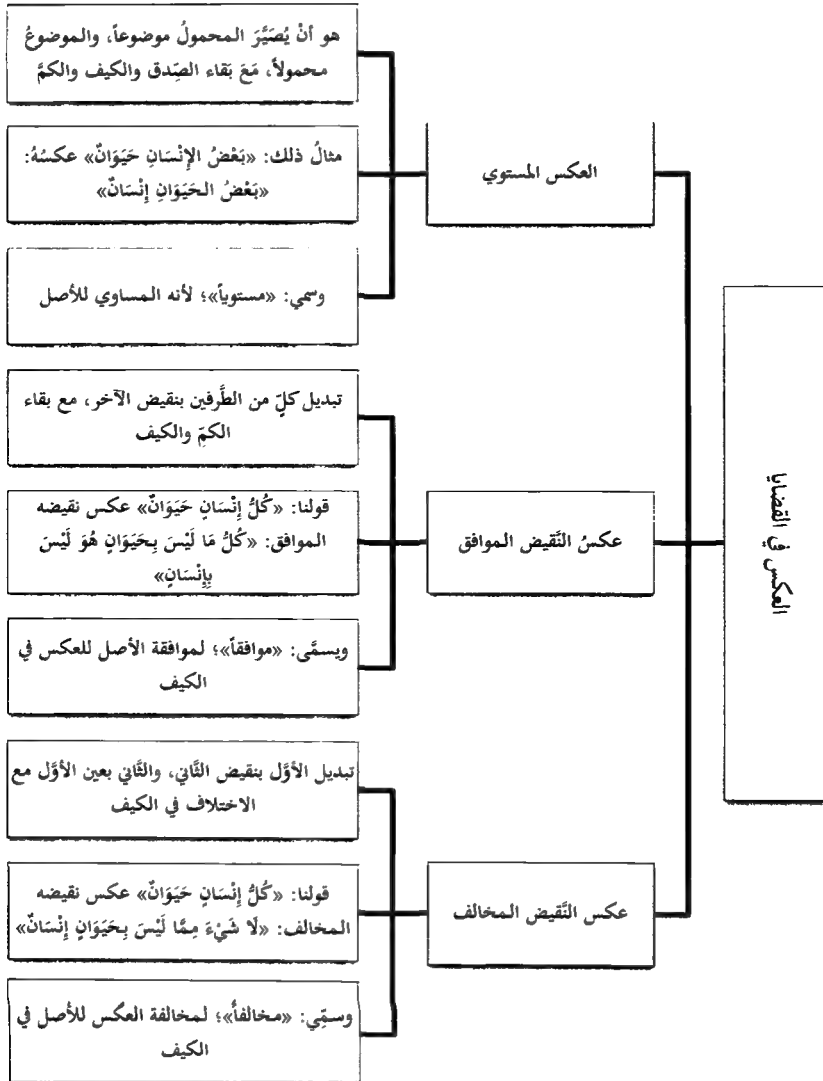 العكس في القضايا
العكس المستوي
هو أنْ يُصَيَّرَ المحمولُ موضوعاً، والموضوعُ
محمولاً، مَعَ بَقاء الصِّدق والكيف والكمّ
مثالُ ذلك: «بَعْضُ الإِنْسَانِ حَيَوَانٌ» عكسُهُ:
«بَعْضُ الحَيَوَانِ إِنْسَانٌ»
وسمي: «مستوياً»؛ لأنه المساوي للأصل
عكسُ النَّقيض الموافق
تبديل كلٍّ من الطَّرفين بنقيض الآخر، مع بقاء
الكمّ والكيف
قولنا: «كُلُّ إِنْسَانٍ حَيَوَانٌ» عكس نقيضه
الموافق: «كُلُّ مَا لَيْسَ بِحَيَوَانٍ هُوَ لَيْسَ
بِإِنْسَانٍ»
ويسمَّى: «موافقاً»؛ لموافقة الأصل للعكس في
الكيف
عكس النَّقيض المخالف
تبديل الأوَّل بنقيض الثَّاني، والثَّاني بعين الأوَّل مع
الاختلاف في الكيف
قولنا: «كُلُّ إِنْسَانٍ حَيَوَانٌ» عكس نقيضه
المخالف: «لَا شَيْءَ مِمَّا لَيْسَ بِحَيَوَانٍ إِنْسَانٌ»
وسمِّي: «مخالفاً»؛ لمخالفة العكس للأصل في
الكيف